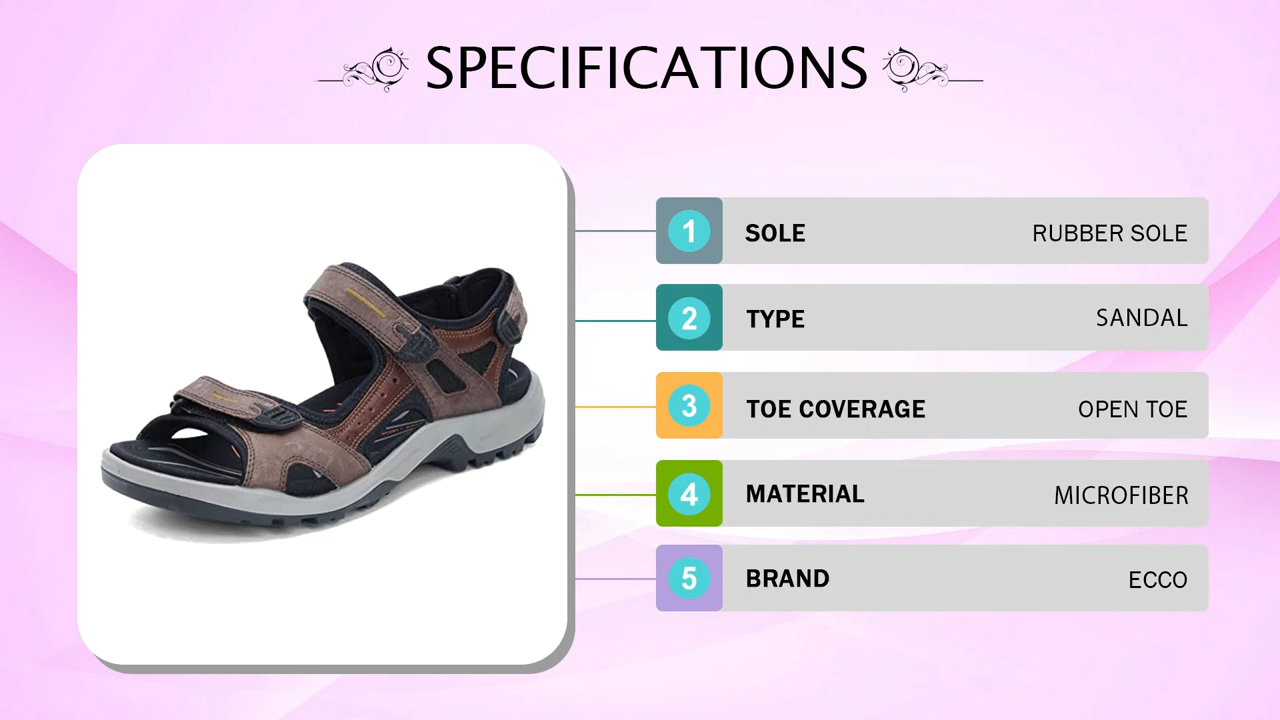 SPECIFICATIONS
1 SOLE RUBBER SOLE
2 TYPE SANDAL
3 TOE COVERAGE OPEN TOE
4 MATERIAL MICROFIBER
5 BRAND ECCO